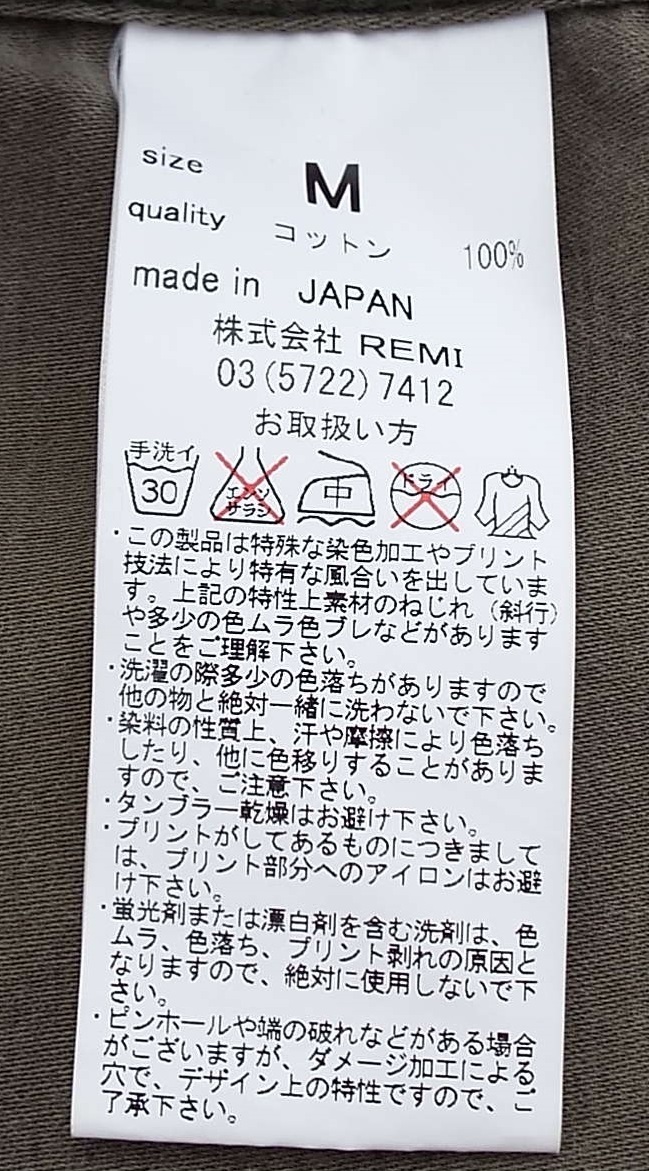 size M
quality コットン 100%
made in JAPAN
株式会社 REMI
03(5722)7412
お取扱い方
手洗イ 30 エンソサラシ 中 ドライ
・この製品は特殊な染色加工やプリント
技法により特有な風合いを出していま
す。上記の特性上素材のねじれ（斜行）
や多少の色ムラ色ブレなどがあります
ことをご理解下さい。
・洗濯の際多少の色落ちがありますので
他の物と絶対一緒に洗わないで下さい。
・染料の性質上、汗や摩擦により色落ち
したり、他に色移りすることがありま
すので、ご注意下さい。
・タンブラー乾燥はお避け下さい。
・プリントがしてあるものにつきまして
は、プリント部分へのアイロンはお避
け下さい。
・蛍光剤または漂白剤を含む洗剤は、色
ムラ、色落ち、プリント剥れの原因と
なりますので、絶対に使用しないで下
さい。
・ピンホールや端の破れなどがある場合
がございますが、ダメージ加工による
穴で、デザイン上の特性ですので、ご
了承下さい。